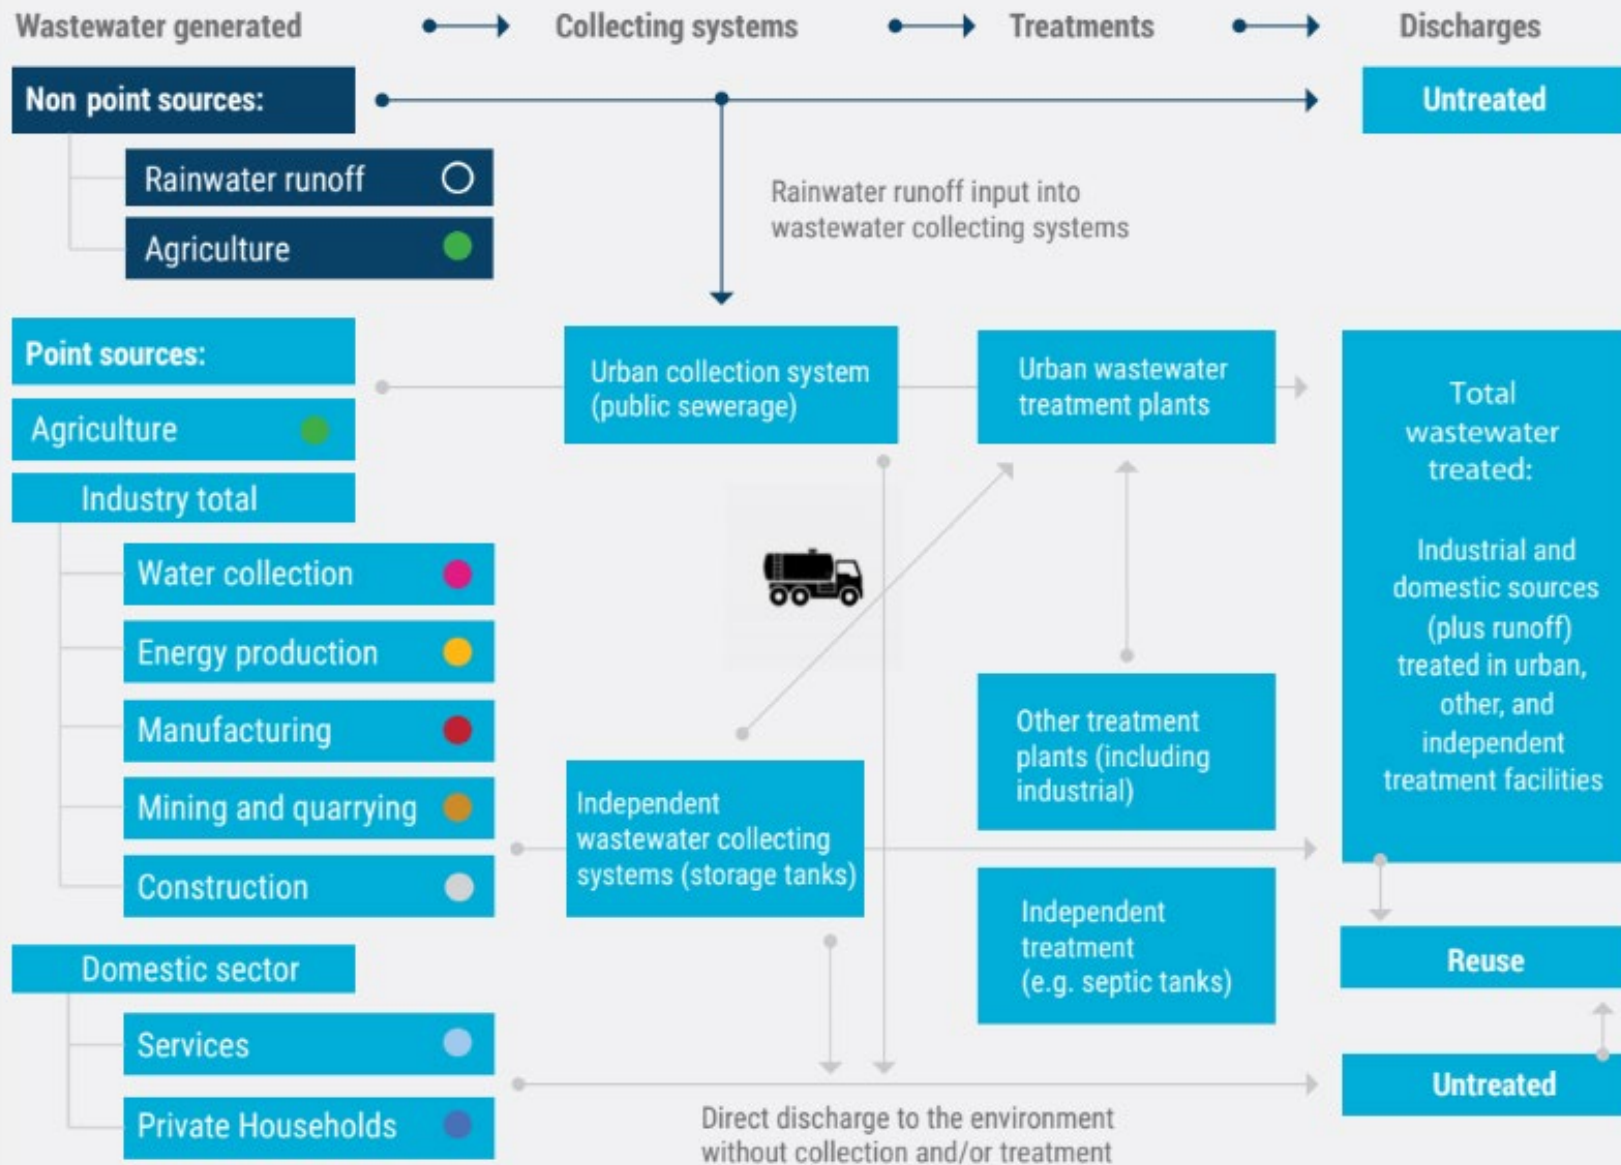 Wastewater generated
Collecting systems
Treatments
Discharges
Non point sources:
Untreated
Rainwater runoff
Agriculture
Rainwater runoff input into
wastewater collecting systems
Point sources:
Agriculture
Industry total
Water collection
Energy production
Manufacturing
Mining and quarrying
Construction
Domestic sector
Services
Private Households
Urban collection system
(public sewerage)
Independent
wastewater collecting
systems (storage tanks)
Urban wastewater
treatment plants
Other treatment
plants (including
industrial)
Independent
treatment
(e.g. septic tanks)
Total
wastewater
treated:
Industrial and
domestic sources
(plus runoff)
treated in urban,
other, and
independent
treatment facilities
Reuse
Untreated
Direct discharge to the environment
without collection and/or treatment